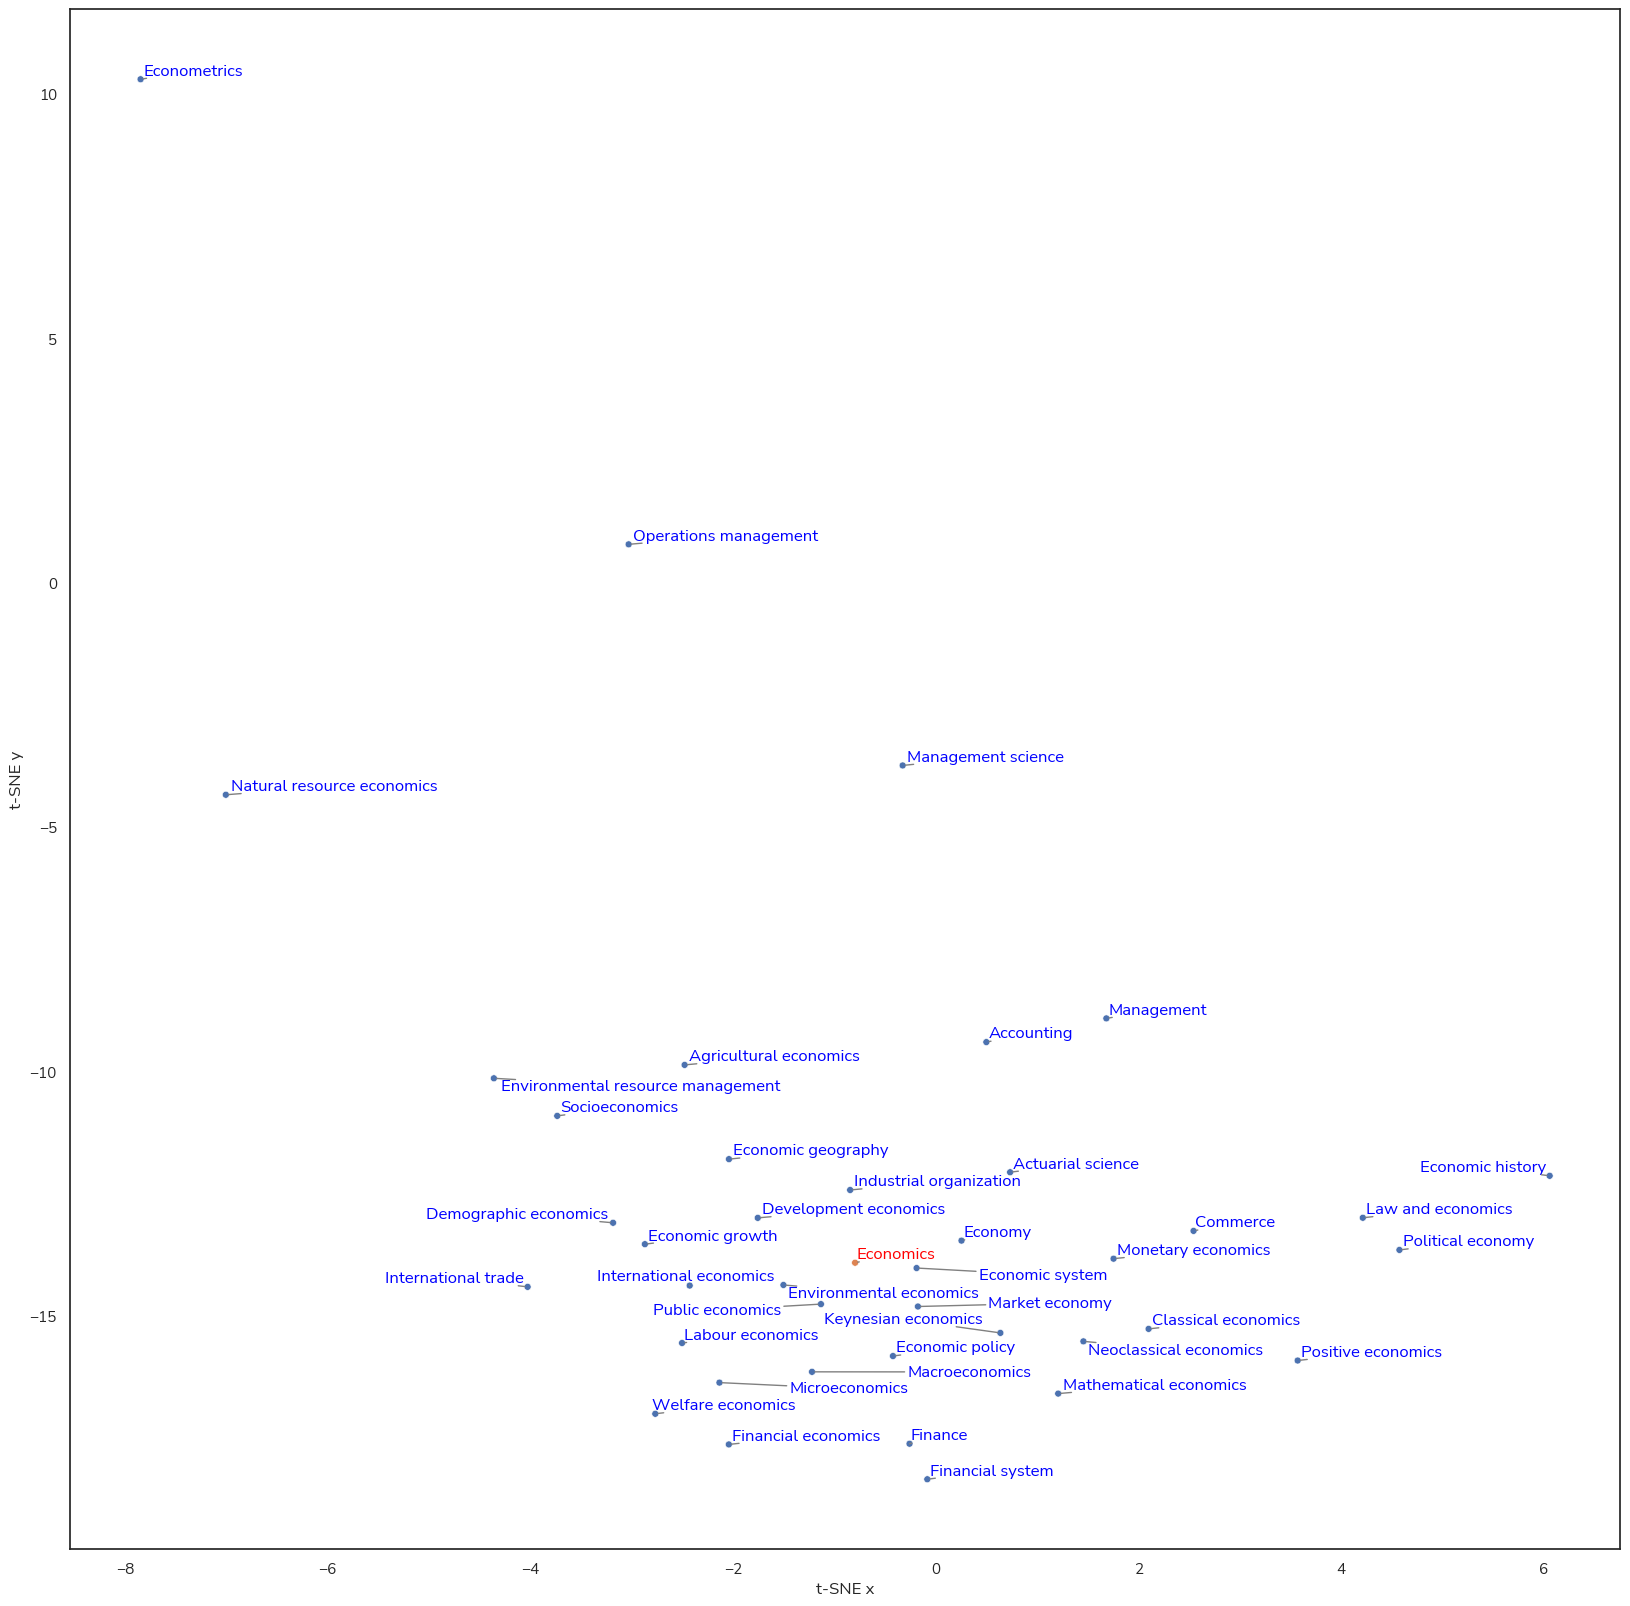 Econometrics
10
5
Operations management
0
Management science
Natural resource economics
t-SNE y
−5
Management
Accounting
Agricultural economics
−10
Environmental resource management
Socioeconomics
Economic geography
Actuarial science
Economic history
Industrial organization
Development economics
Law and economics
Demographic economics
Commerce
Economy
Economic growth
Political economy
Monetary economics
Economics
International trade
International economics
Economic system
Environmental economics
Market economy
Public economics
−15
Keynesian economics
Classical economics
Labour economics
Economic policy
Neoclassical economics
Positive economics
Macroeconomics
Microeconomics
Mathematical economics
Welfare economics
Financial economics
Finance
Financial system
−8 −6 −4 −2 0 2 4 6
t-SNE x